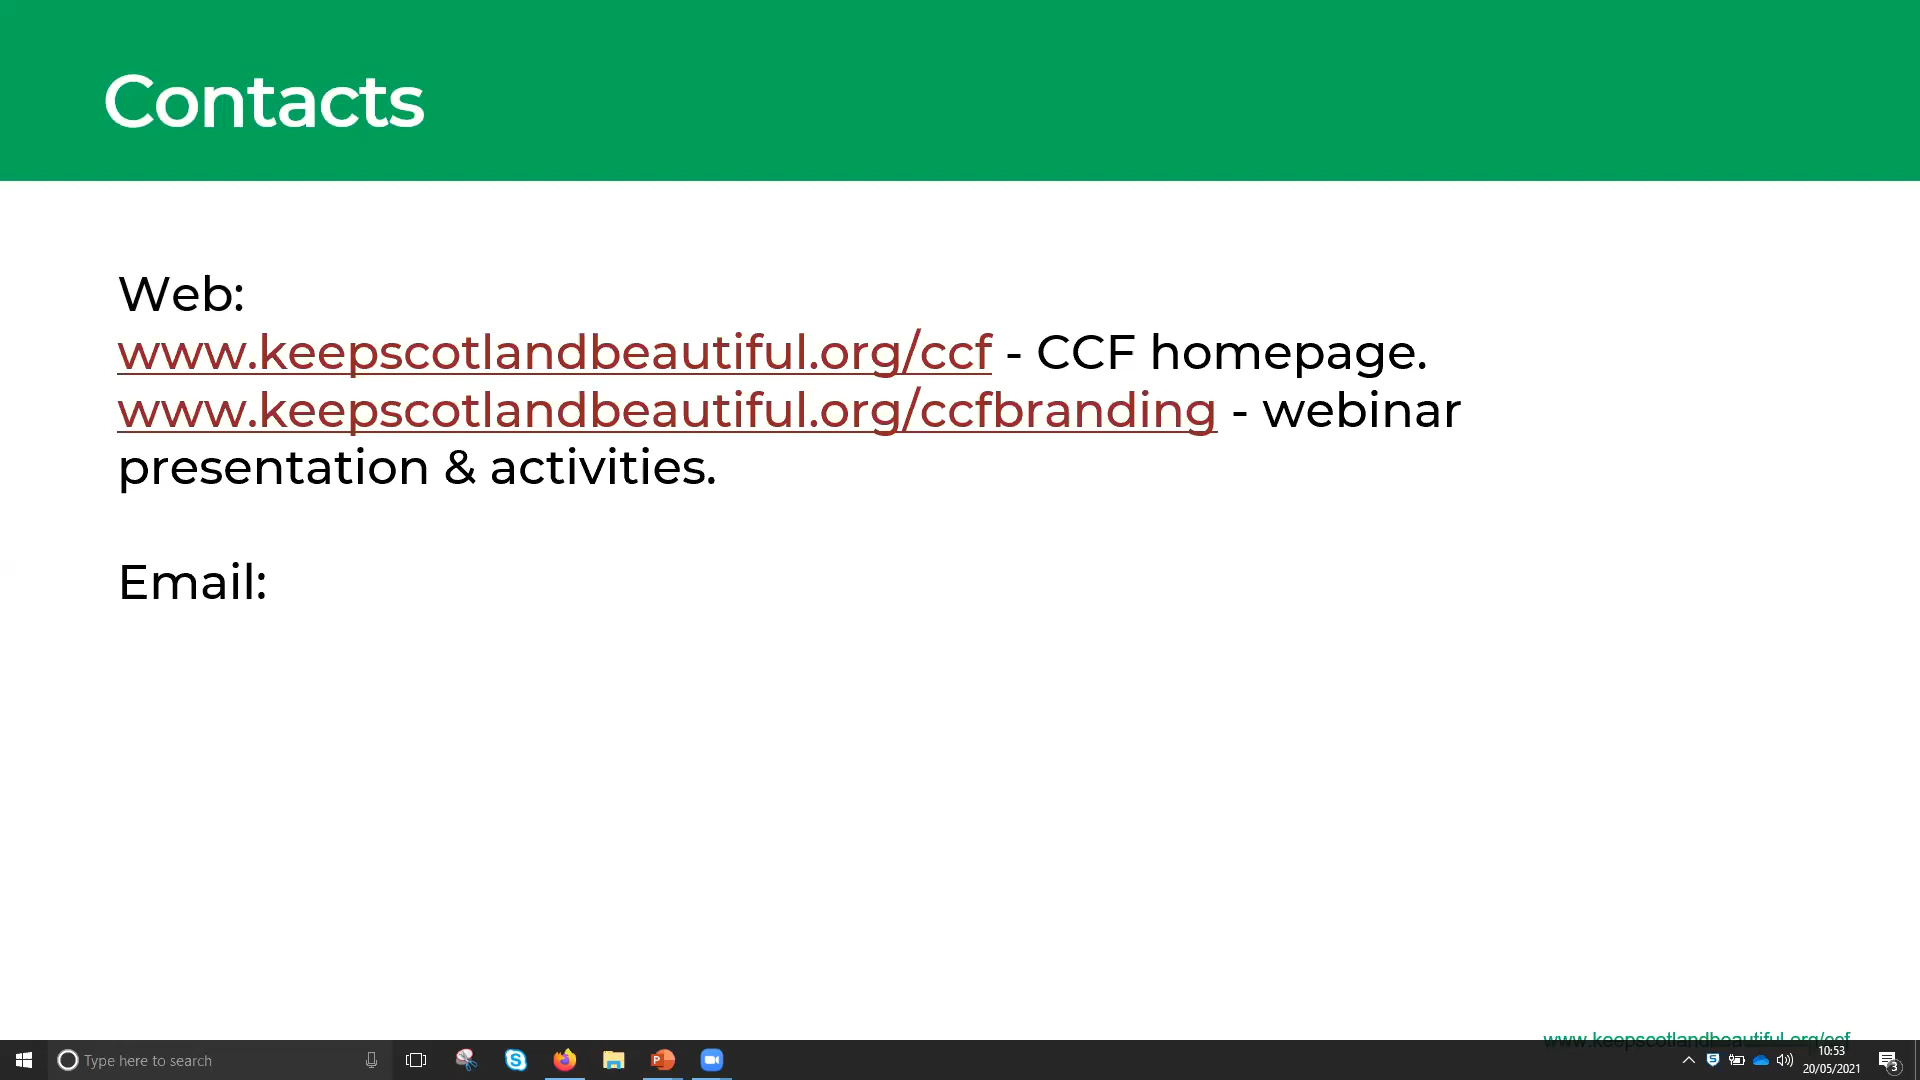 Contacts
Web:
www.keepscotlandbeautiful.org/ccf - CCF homepage.
www.keepscotlandbeautiful.org/ccfbranding - webinar
presentation & activities.
Email:
www.keepscotlandbeautiful.org/ccf
Type here to search
10:53
20/05/2021
3